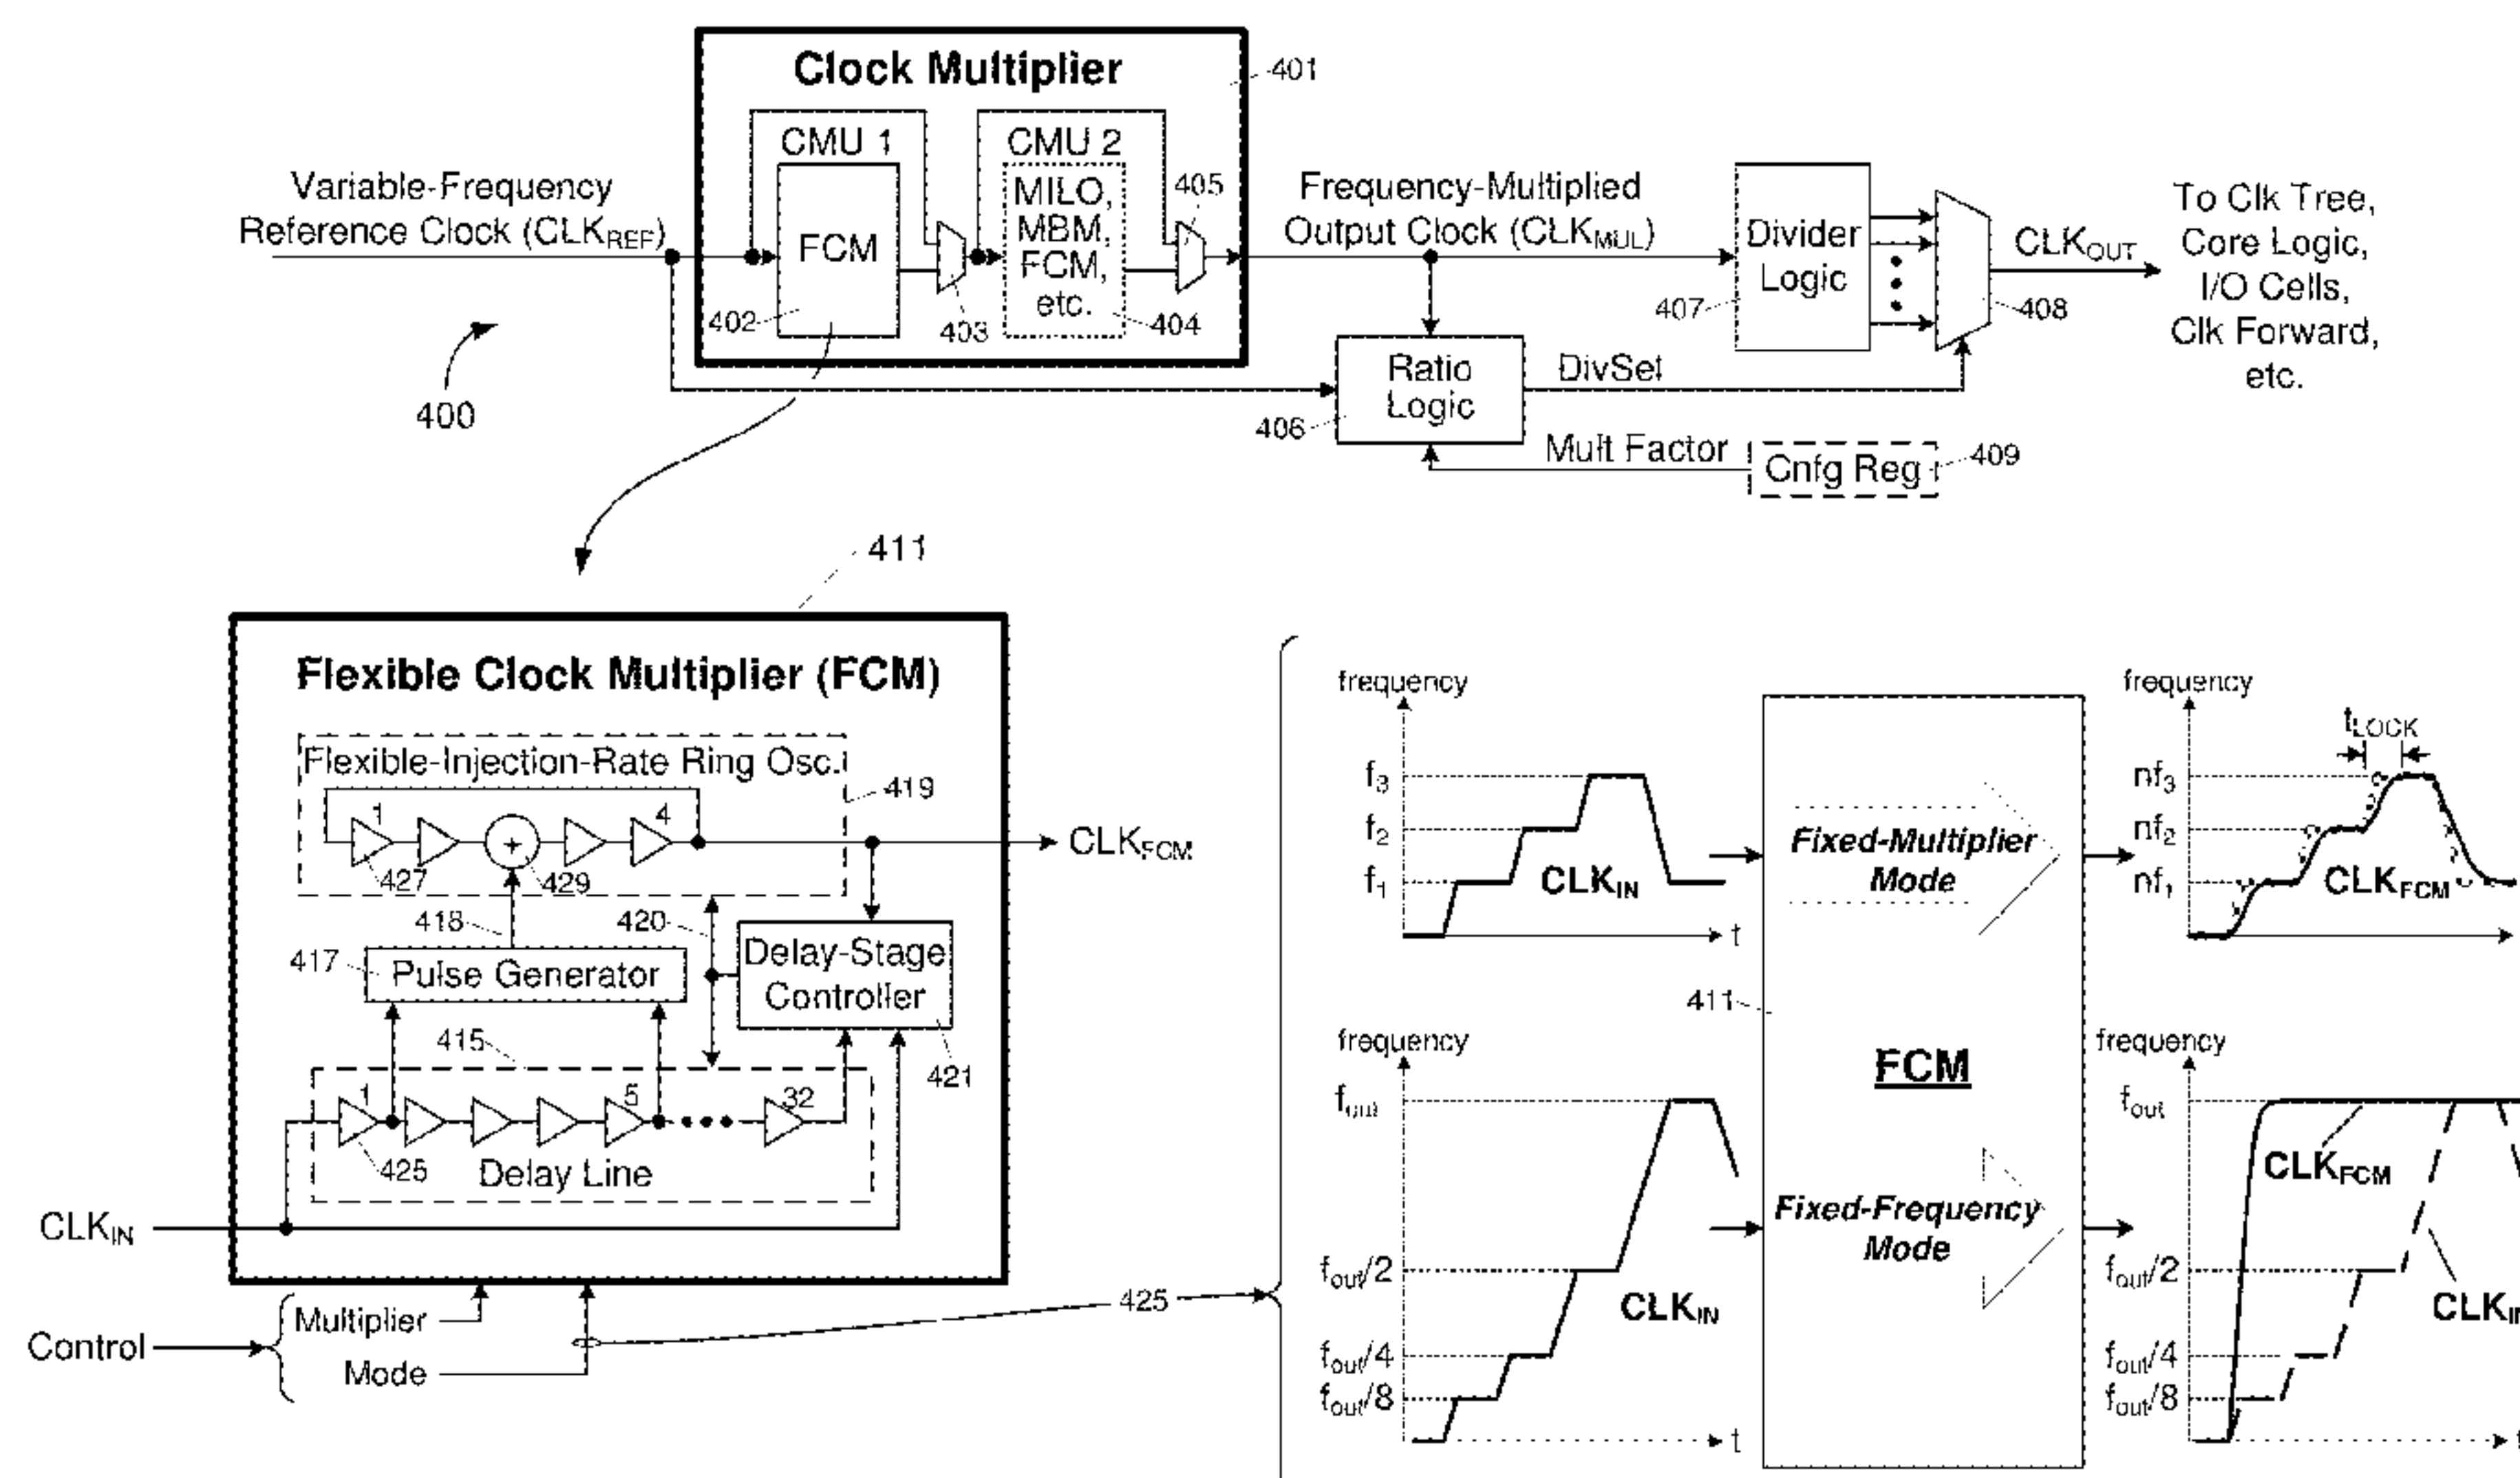 Clock Multiplier
401
CMU 1
CMU 2
Variable-Frequency
Reference Clock (CLKREF)
FCM
MILO,
MBM,
FCM,
etc.
402
403
404
405
Frequency-Multiplied
Output Clock (CLKMUL)
Divider
Logic
407
408
CLKOUT
To Clk Tree,
Core Logic,
I/O Cells,
Clk Forward,
etc.
400
Ratio
Logic
406
DivSel
Mult Factor
Cnfg Reg
409
411
Flexible Clock Multiplier (FCM)
Flexible-Injection-Rate Ring Osc.
419
1
4
+
427
429
CLKFCM
418
420
417
Pulse Generator
Delay-Stage
Controller
415
421
1
5
32
425
Delay Line
CLKIN
Control
Multiplier
Mode
425
frequency
f3
f2
f1
CLKIN
t
Fixed-Multiplier
Mode
frequency
tLOCK
nf3
nf2
nf1
CLKFCM
411
FCM
frequency
fout
fout/2
fout/4
fout/8
CLKIN
t
Fixed-Frequency
Mode
frequency
fout
CLKFCM
fout/2
fout/4
fout/8